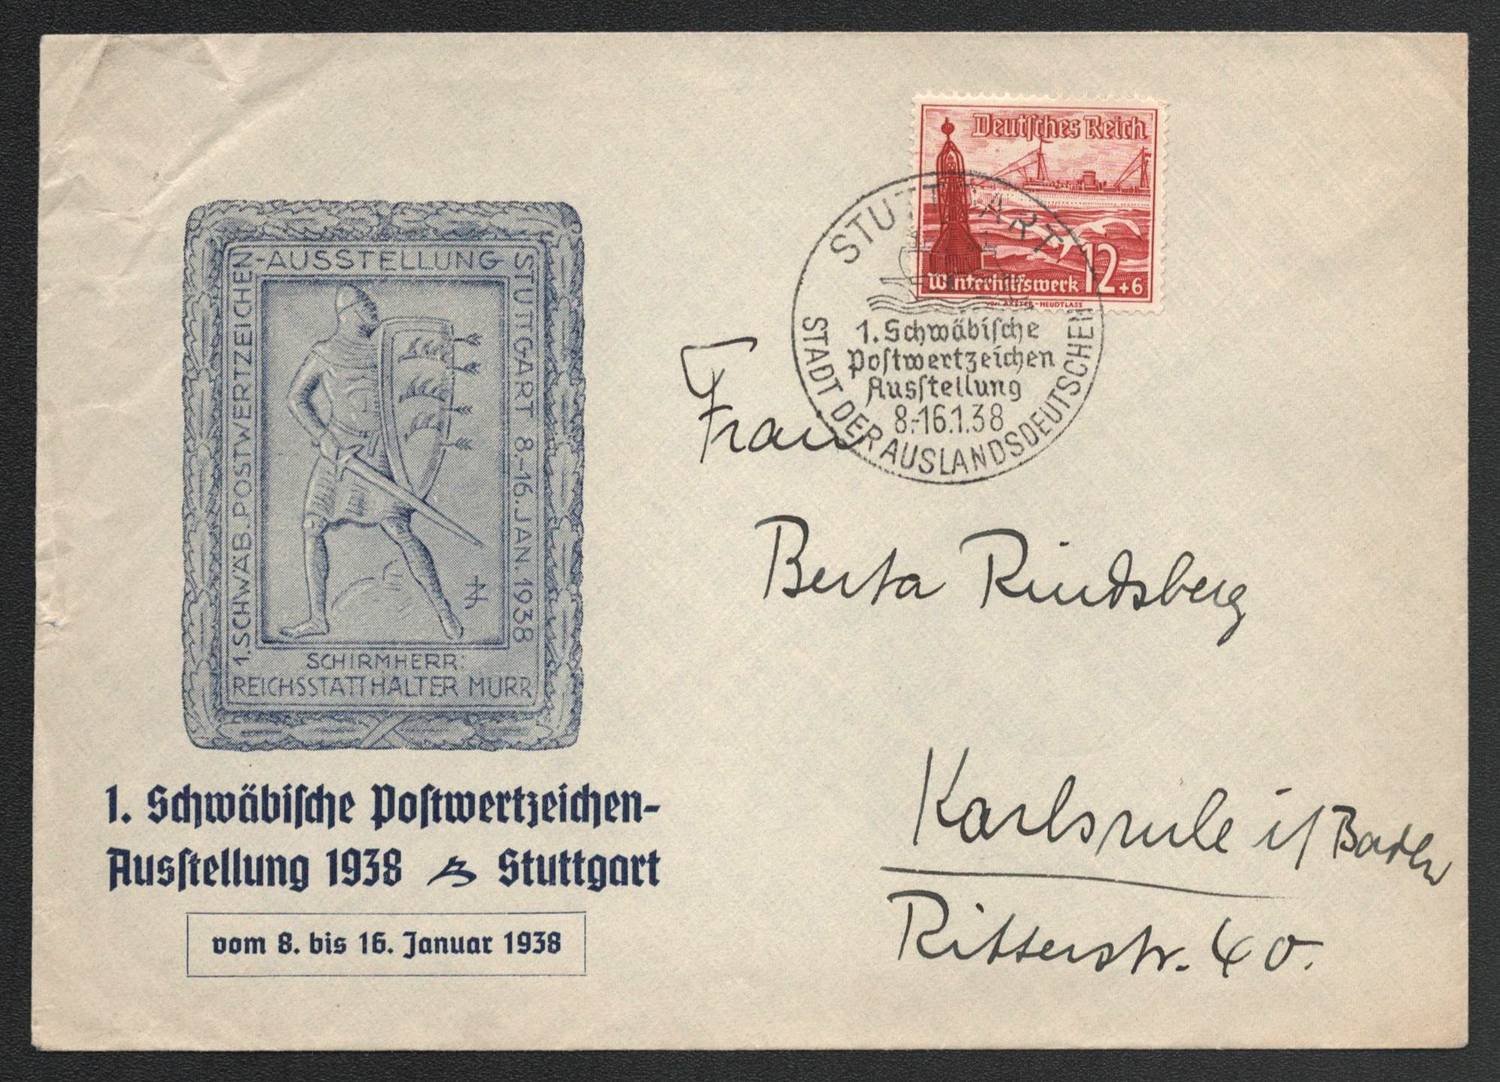 1. SCHWÄB. POSTWERTZEICHEN-AUSSTELLUNG STUTTGART 8.-16. JAN. 1938
SCHIRMHERR:
REICHSSTATTHALTER MURR
1. Schwäbische Postwertzeichen-
Ausstellung 1938 Stuttgart
vom 8. bis 16. Januar 1938
Deutsches Reich
Winterhilfswerk 12+6
STUTTGART
1. Schwäbische
Postwertzeichen
Ausstellung
8.-16.1.38
STADT DER AUSLANDSDEUTSCHEN
Frau
Berta Rindsberg
Karlsrule i/Baden
Ritterstr. 40.